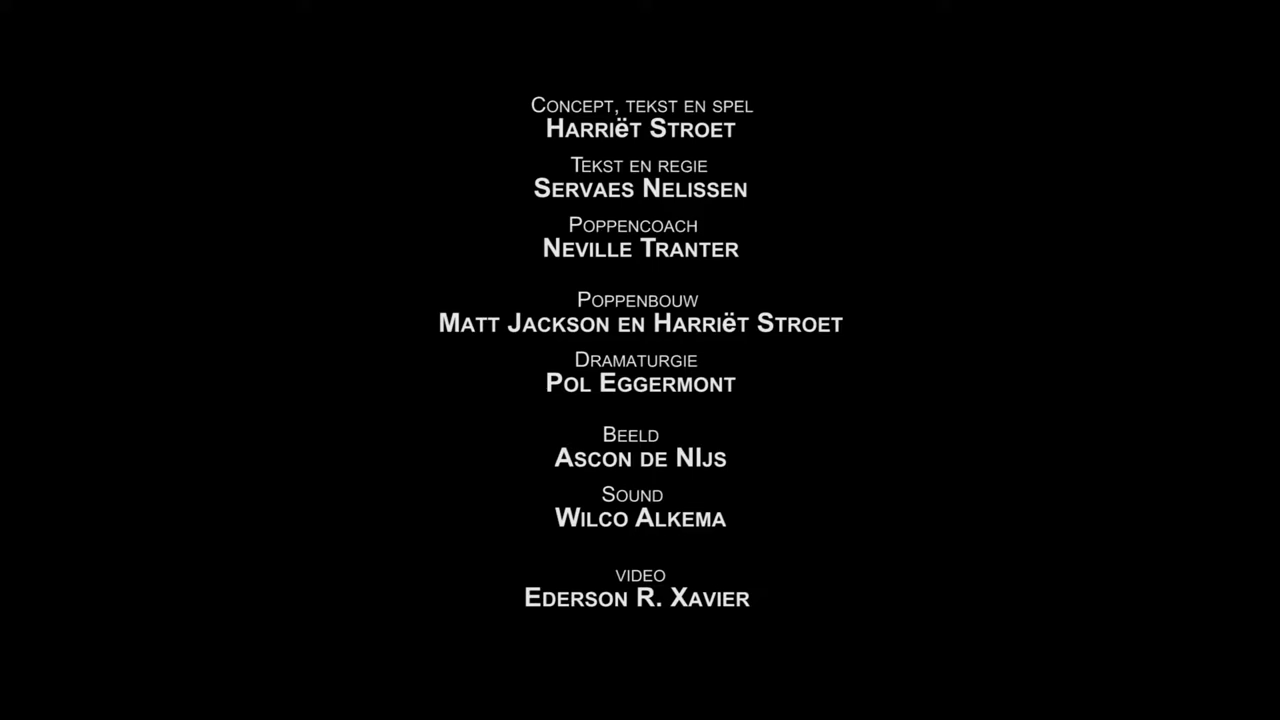 Concept, tekst en spel
Harriët Stroet
Tekst en regie
Servaes Nelissen
Poppencoach
Neville Tranter
Poppenbouw
Matt Jackson en Harriët Stroet
Dramaturgie
Pol Eggermont
Beeld
Ascon de NIjs
Sound
Wilco Alkema
video
Ederson R. Xavier